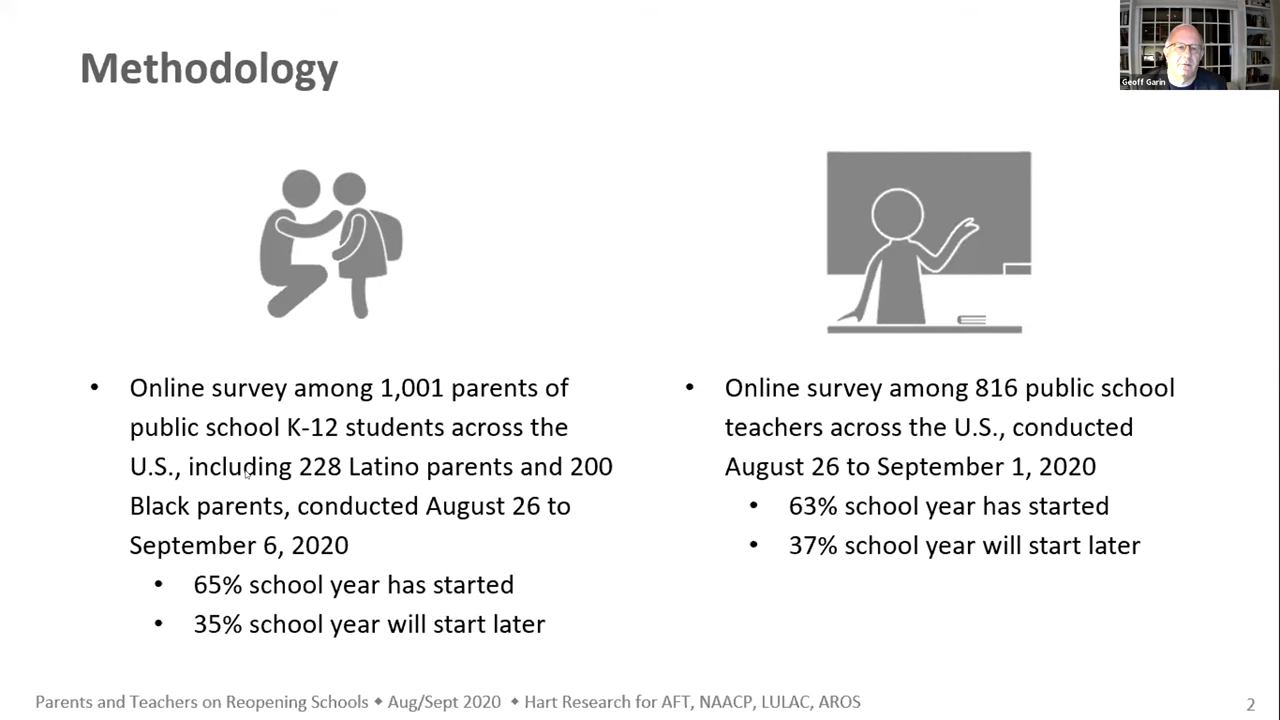 Methodology
Geoff Garin
• Online survey among 1,001 parents of
public school K-12 students across the
U.S., including 228 Latino parents and 200
Black parents, conducted August 26 to
September 6, 2020
• 65% school year has started
• 35% school year will start later
• Online survey among 816 public school
teachers across the U.S., conducted
August 26 to September 1, 2020
• 63% school year has started
• 37% school year will start later
Parents and Teachers on Reopening Schools ◆ Aug/Sept 2020 ◆ Hart Research for AFT, NAACP, LULAC, AROS
2